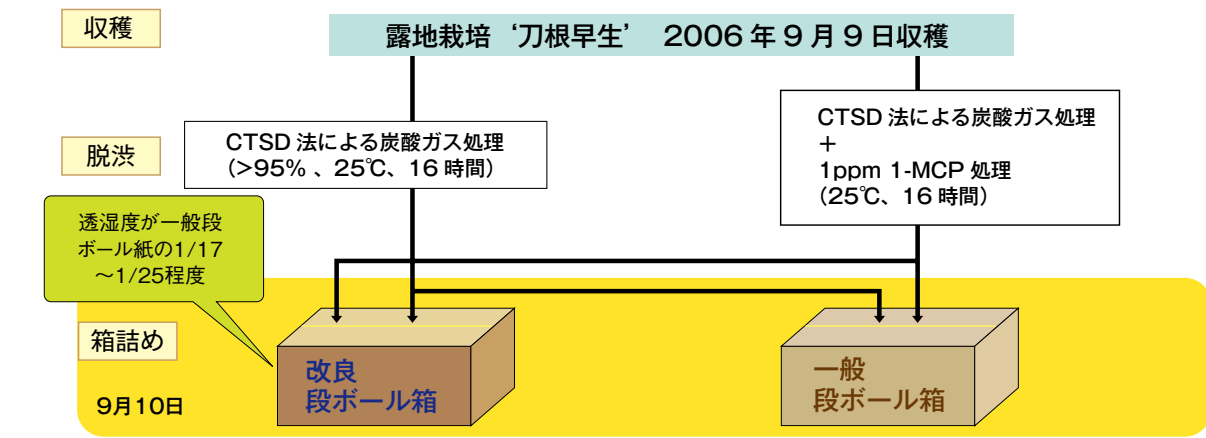 収穫
露地栽培‘刀根早生’ 2006年9月9日収穫
脱渋
CTSD 法による炭酸ガス処理
(>95% 、25℃、16 時間)
CTSD 法による炭酸ガス処理
+
1ppm 1-MCP 処理
(25℃、16 時間)
透湿度が一般段
ボール紙の1/17
～1/25程度
箱詰め
9月10日
改良
段ボール箱
一般
段ボール箱